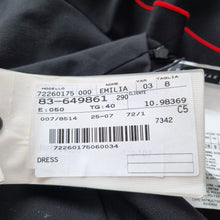 MODELLO NOME VAR TAGLIA
72260175 000 EMILIA 03 8
83-649861 290 CLIENTE 10.98369
E:050 TG:40 C5
007/8614 25-07 72/1 7342
72260175060034
DRESS